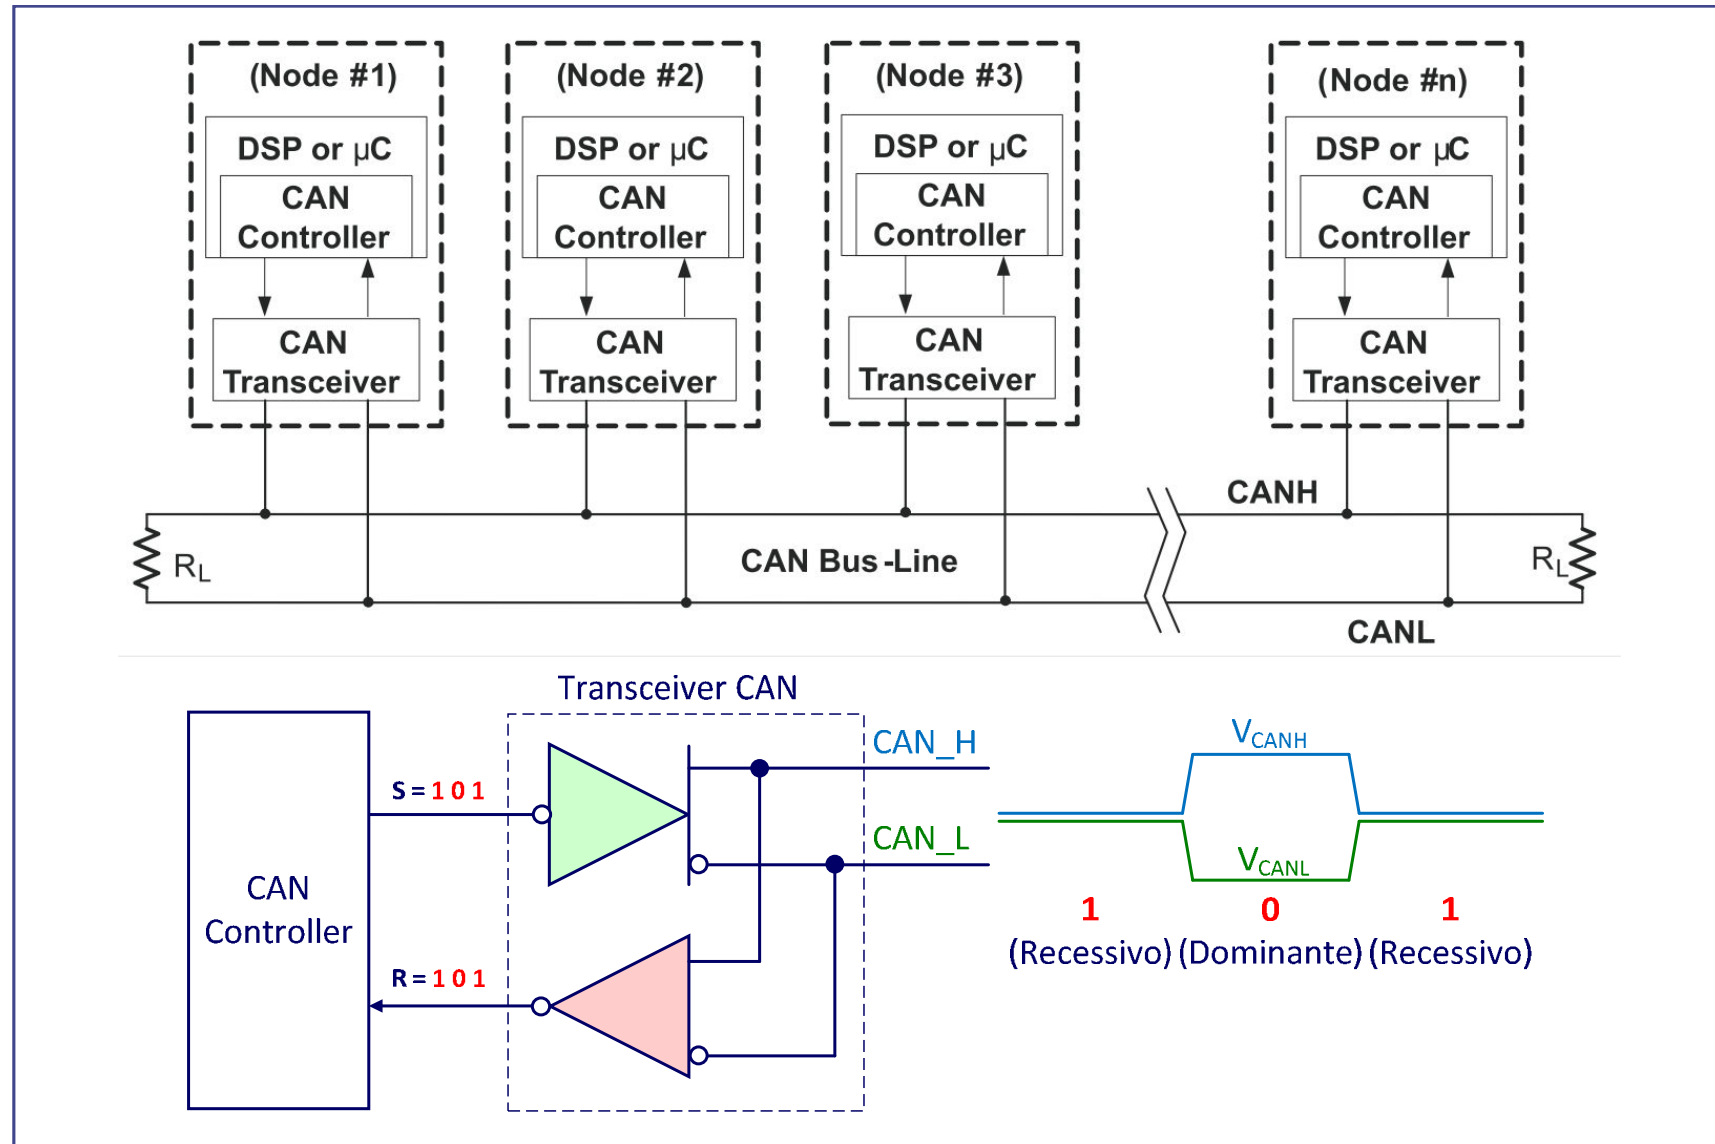 (Node #1)
DSP or µC
CAN
Controller
CAN
Transceiver
(Node #2)
DSP or µC
CAN
Controller
CAN
Transceiver
(Node #3)
DSP or µC
CAN
Controller
CAN
Transceiver
(Node #n)
DSP or µC
CAN
Controller
CAN
Transceiver
CANH
RL
CAN Bus-Line
RL
CANL
Transceiver CAN
CAN
Controller
S = 1 0 1
R = 1 0 1
CAN_H
CAN_L
VCANH
VCANL
1 0 1
(Recessivo) (Dominante) (Recessivo)